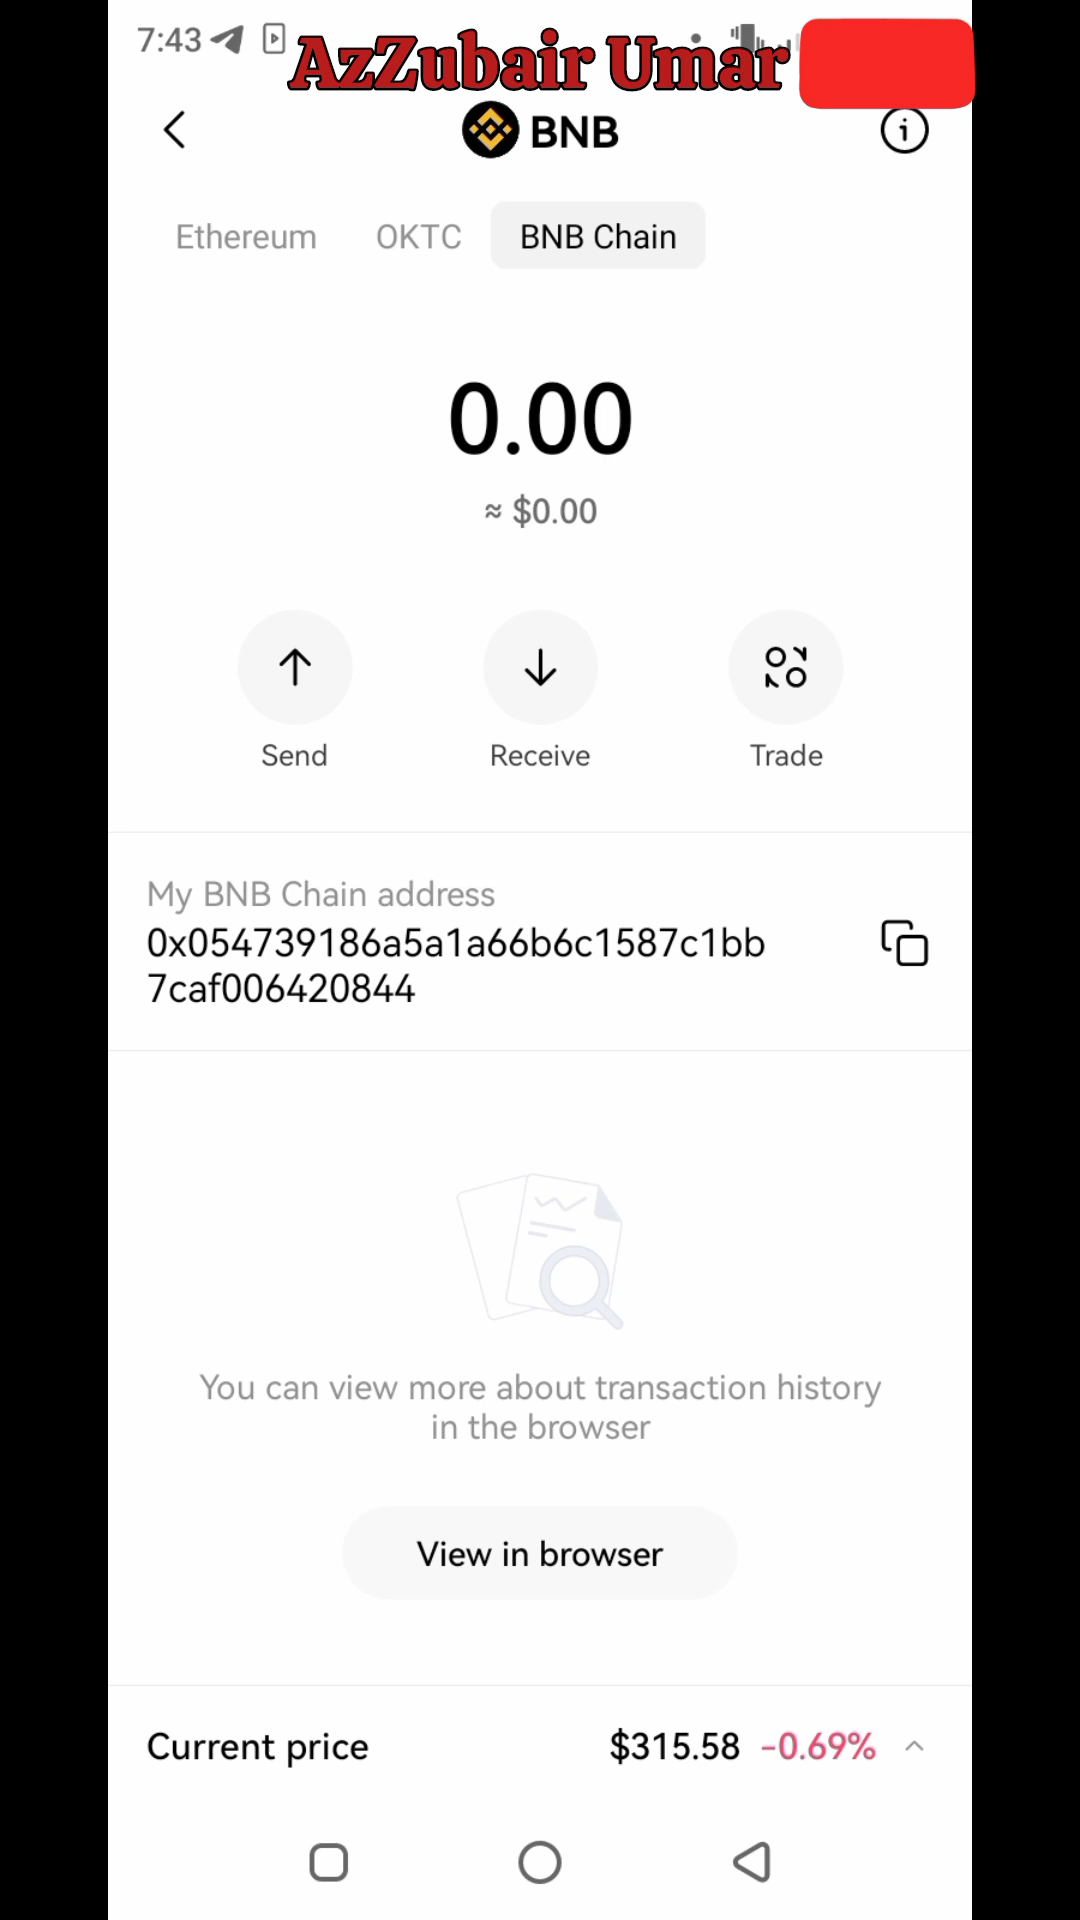 7:43
AzZubair Umar
BNB
Ethereum OKTC BNB Chain
0.00
≈ $0.00
Send Receive Trade
My BNB Chain address
0x054739186a5a1a66b6c1587c1bb
7caf006420844
You can view more about transaction history
in the browser
View in browser
Current price $315.58 -0.69%